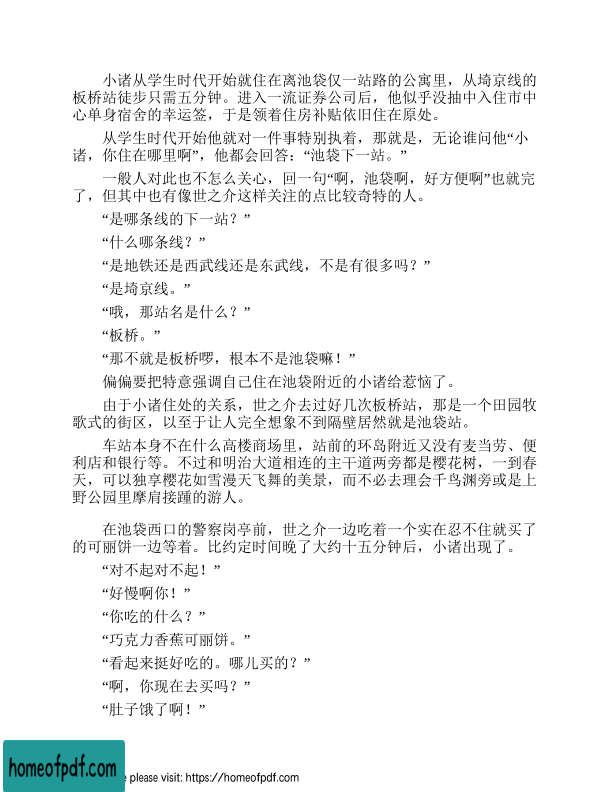 小诸从学生时代开始就住在离池袋仅一站路的公寓里，从埼京线的
板桥站徒步只需五分钟。进入一流证券公司后，他似乎没抽中入住市中
心单身宿舍的幸运签，于是领着住房补贴依旧住在原处。
从学生时代开始他就对一件事特别执着，那就是，无论谁问他“小
诸，你住在哪里啊”，他都会回答：“池袋下一站。”
一般人对此也不怎么关心，回一句“啊，池袋啊，好方便啊”也就完
了，但其中也有像世之介这样关注的点比较奇特的人。
“是哪条线的下一站？”
“什么哪条线？”
“是地铁还是西武线还是东武线，不是有很多吗？”
“是埼京线。”
“哦，那站名是什么？”
“板桥。”
“那不就是板桥啰，根本不是池袋嘛！”
偏偏要把特意强调自己住在池袋附近的小诸给惹恼了。
由于小诸住处的关系，世之介去过好几次板桥站，那是一个田园牧
歌式的街区，以至于让人完全想象不到隔壁居然就是池袋站。
车站本身不在什么高楼商场里，站前的环岛附近又没有麦当劳、便
利店和银行等。不过和明治大道相连的主干道两旁都是樱花树，一到春
天，可以独享樱花如雪漫天飞舞的美景，而不必去理会千鸟渊旁或是上
野公园里摩肩接踵的游人。
在池袋西口的警察岗亭前，世之介一边吃着一个实在忍不住就买了
的可丽饼一边等着。比约定时间晚了大约十五分钟后，小诸出现了。
“对不起对不起！”
“好慢啊你！”
“你吃的什么？”
“巧克力香蕉可丽饼。”
“看起来挺好吃的。哪儿买的？”
“啊，你现在去买吗？”
“肚子饿了啊！”
homeofpdf.com
e please visit: https://homeofpdf.com